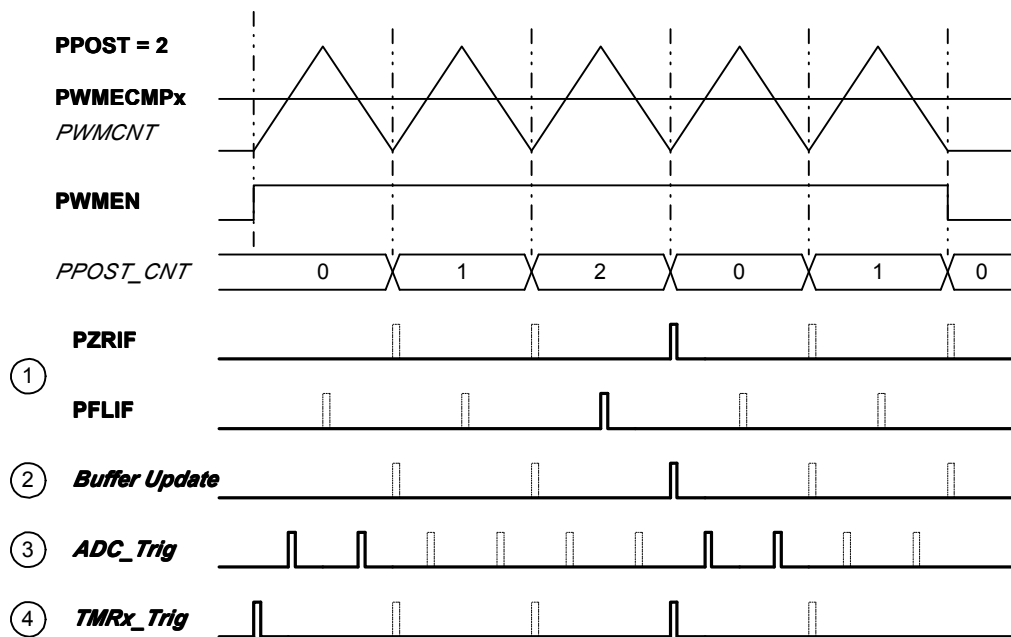 PPOST = 2
PWMECMPx
PWMCNT
PWMEN
PPOST_CNT 0 1 2 0 1 0
PZRIF
1
PFLIF
2 Buffer Update
3 ADC_Trig
4 TMRx_Trig